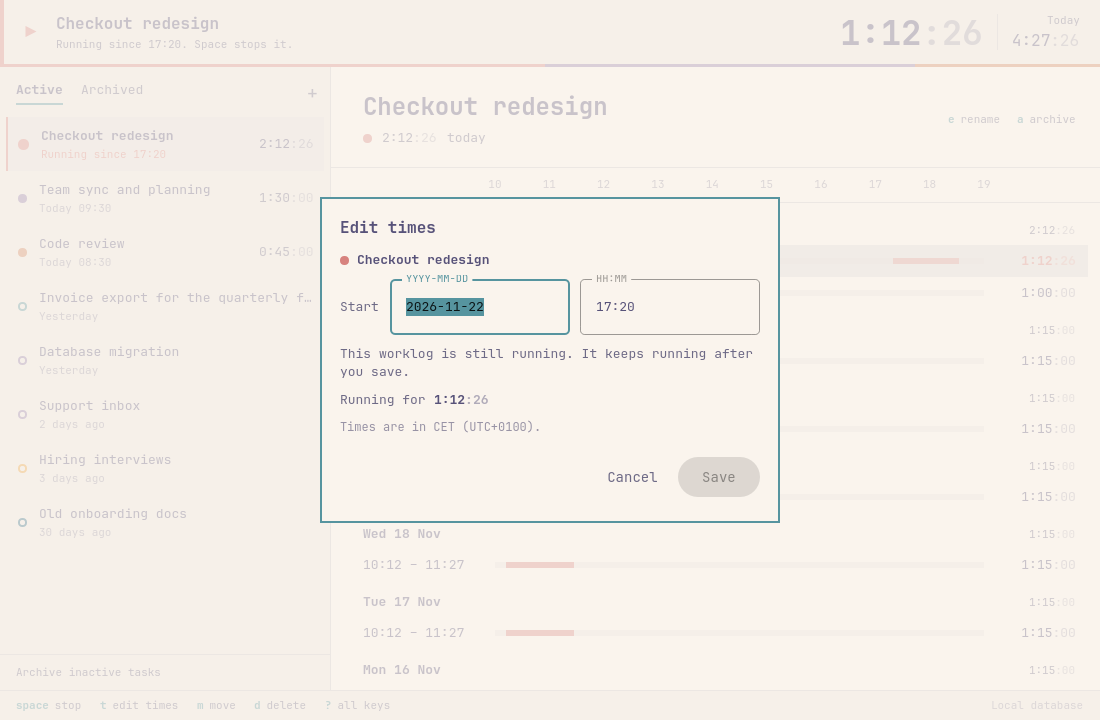 Checkout redesign
Running since 17:20. Space stops it.
1:12:26
Today
4:27:26
Active
Archived
+
Checkout redesign
Running since 17:20
2:12:26
Team sync and planning
Today 09:30
1:30:00
Code review
Today 08:30
0:45:00
Invoice export for the quarterly f…
Yesterday
Database migration
Yesterday
Support inbox
2 days ago
Hiring interviews
3 days ago
Old onboarding docs
30 days ago
Archive inactive tasks
Checkout redesign
2:12:26 today
e rename
a archive
10 11 12 13 14 15 16 17 18 19
2:12:26
1:12:26
1:00:00
1:15:00
1:15:00
1:15:00
1:15:00
1:15:00
1:15:00
Edit times
Checkout redesign
YYYY-MM-DD
HH:MM
Start
2026-11-22
17:20
This worklog is still running. It keeps running after
you save.
Running for 1:12:26
Times are in CET (UTC+0100).
Cancel
Save
Wed 18 Nov
1:15:00
10:12 – 11:27
1:15:00
Tue 17 Nov
1:15:00
10:12 – 11:27
1:15:00
Mon 16 Nov
1:15:00
space stop
t edit times
m move
d delete
? all keys
Local database